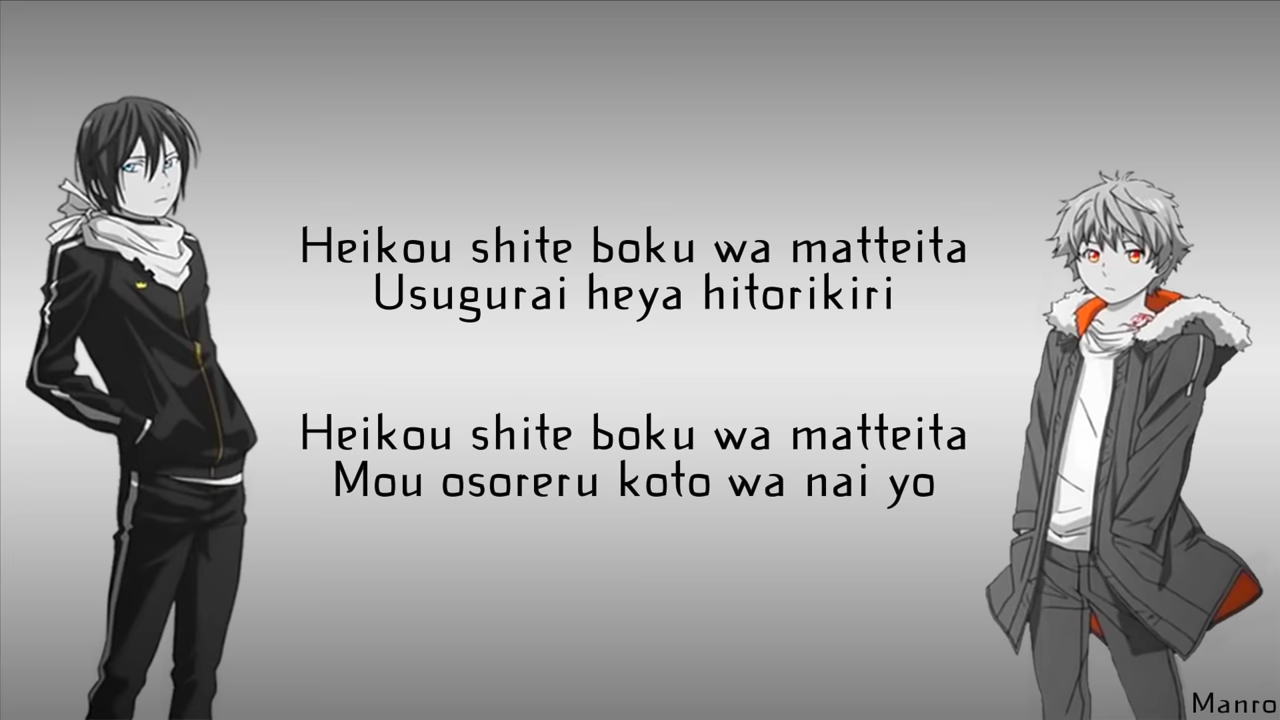 Heikou shite boku wa matteita
Usugurai heya hitorikiri
Heikou shite boku wa matteita
Mou osoreru koto wa nai yo
Manro